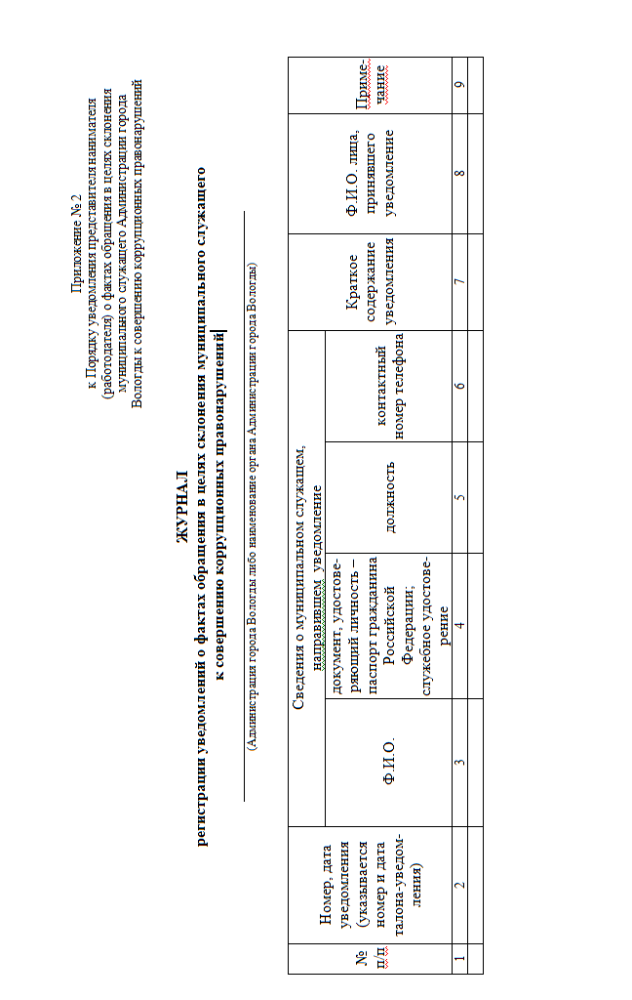 Приложение № 2
к Порядку уведомления представителя нанимателя
(работодателя) о фактах обращения в целях склонения
муниципального служащего Администрации города
Вологды к совершению коррупционных правонарушений
ЖУРНАЛ
регистрации уведомлений о фактах обращения в целях склонения муниципального служащего
к совершению коррупционных правонарушений
(Администрация города Вологды либо наименование органа Администрации города Вологды)
№
п/п
Номер, дата
уведомления
(указывается
номер и дата
талона-уведом-
ления)
Сведения о муниципальном служащем,
направившем уведомление
Ф.И.О.
документ, удостове-
ряющий личность –
паспорт гражданина
Российской
Федерации;
служебное удостове-
рение
должность
контактный
номер телефона
Краткое
содержание
уведомления
Ф.И.О. лица,
принявшего
уведомление
Приме-
чание
1 2 3 4 5 6 7 8 9